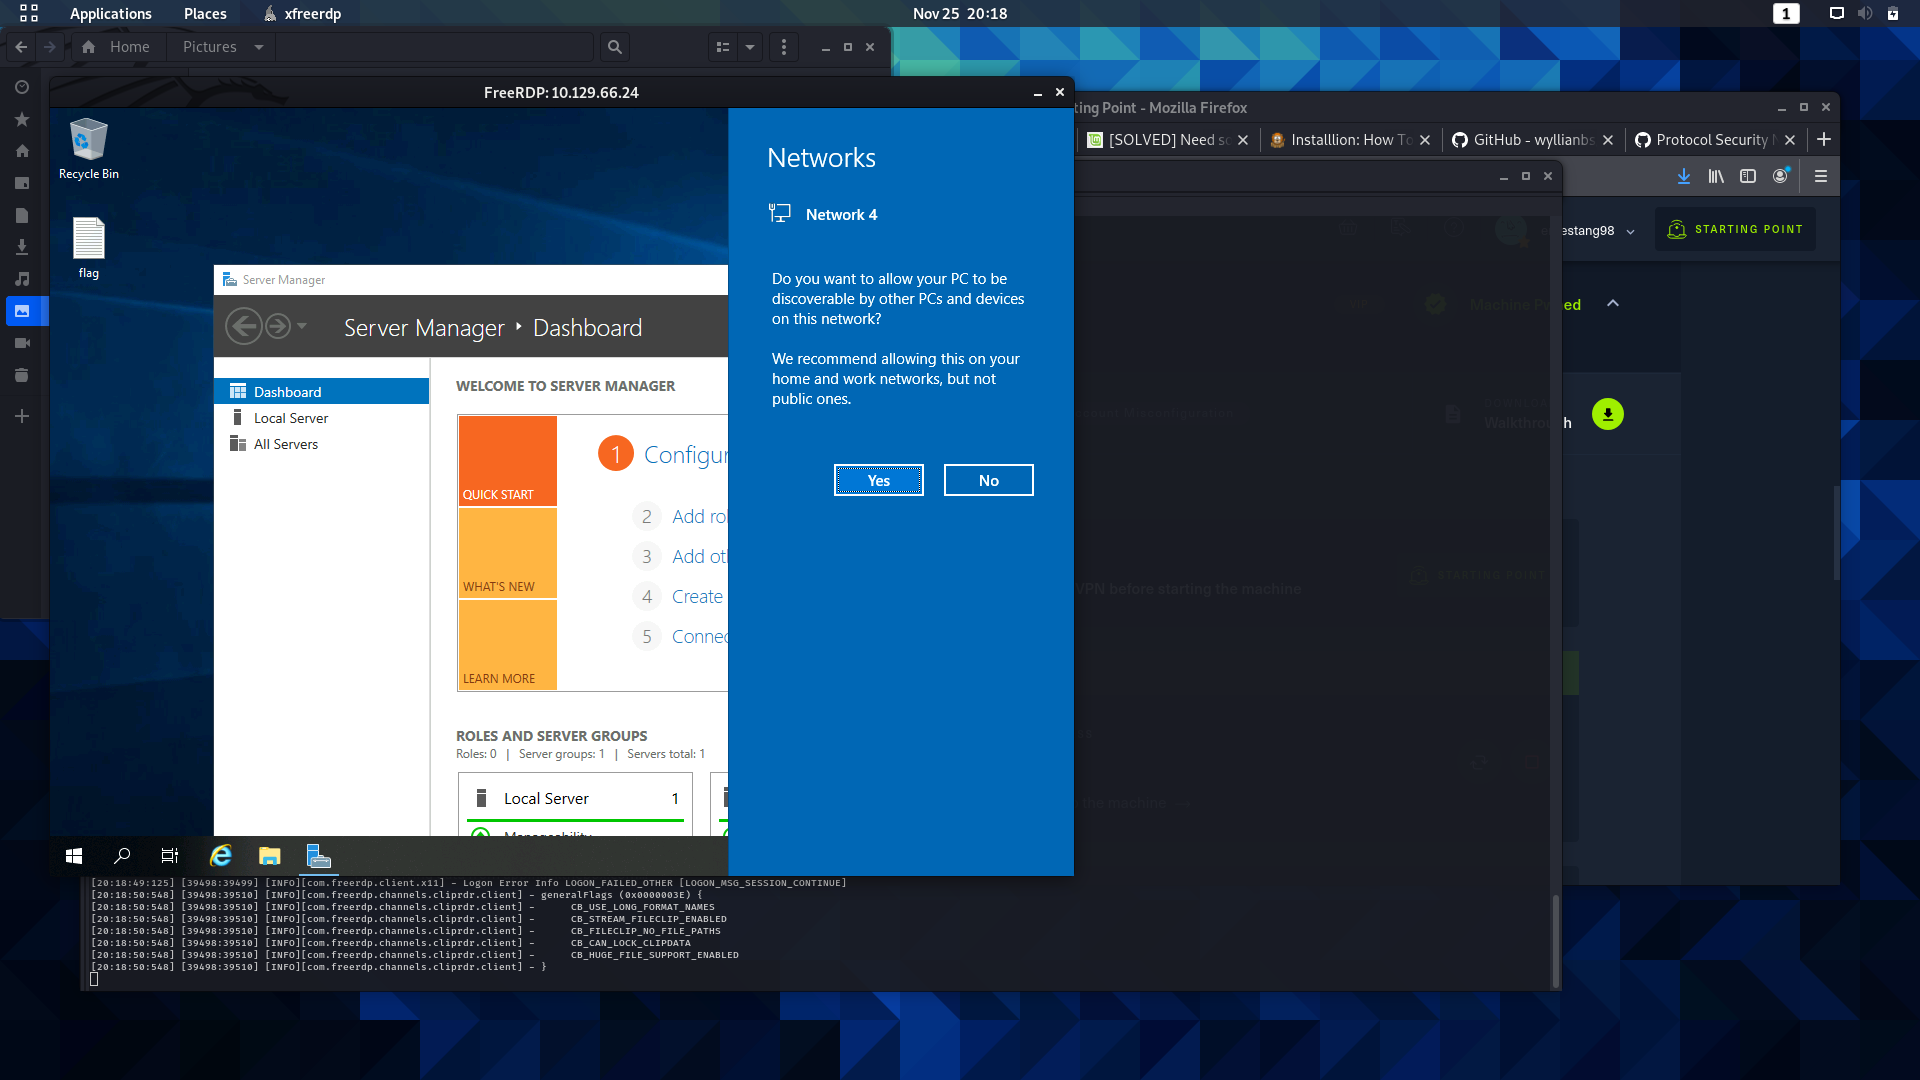 Applications
Places
xfreerdp
Nov 25 20:18
1
Home
Pictures
FreeRDP: 10.129.66.24
ting Point - Mozilla Firefox
[SOLVED] Need so
Installlion: How To
GitHub - wyllianbs
Protocol Security N
estang98
STARTING POINT
Recycle Bin
flag
Networks
Network 4
Do you want to allow your PC to be
discoverable by other PCs and devices
on this network?
We recommend allowing this on your
home and work networks, but not
public ones.
Yes
No
Server Manager
Server Manager
Dashboard
Dashboard
Local Server
All Servers
WELCOME TO SERVER MANAGER
QUICK START
WHAT'S NEW
LEARN MORE
1 Configur
2 Add rol
3 Add oth
4 Create
5 Connec
ROLES AND SERVER GROUPS
Roles: 0 | Server groups: 1 | Servers total: 1
Local Server
1
Manageability
Machine Pwned
Walkthrough
VPN before starting the machine
STARTING POINT
the machine
[20:18:49:125] [39498:39499] [INFO][com.freerdp.client.x11] - Logon Error Info LOGON_FAILED_OTHER [LOGON_MSG_SESSION_CONTINUE]
[20:18:50:548] [39498:39510] [INFO][com.freerdp.channels.cliprdr.client] - generalFlags (0x0000003E) {
[20:18:50:548] [39498:39510] [INFO][com.freerdp.channels.cliprdr.client] - CB_USE_LONG_FORMAT_NAMES
[20:18:50:548] [39498:39510] [INFO][com.freerdp.channels.cliprdr.client] - CB_STREAM_FILECLIP_ENABLED
[20:18:50:548] [39498:39510] [INFO][com.freerdp.channels.cliprdr.client] - CB_FILECLIP_NO_FILE_PATHS
[20:18:50:548] [39498:39510] [INFO][com.freerdp.channels.cliprdr.client] - CB_CAN_LOCK_CLIPDATA
[20:18:50:548] [39498:39510] [INFO][com.freerdp.channels.cliprdr.client] - CB_HUGE_FILE_SUPPORT_ENABLED
[20:18:50:548] [39498:39510] [INFO][com.freerdp.channels.cliprdr.client] - }